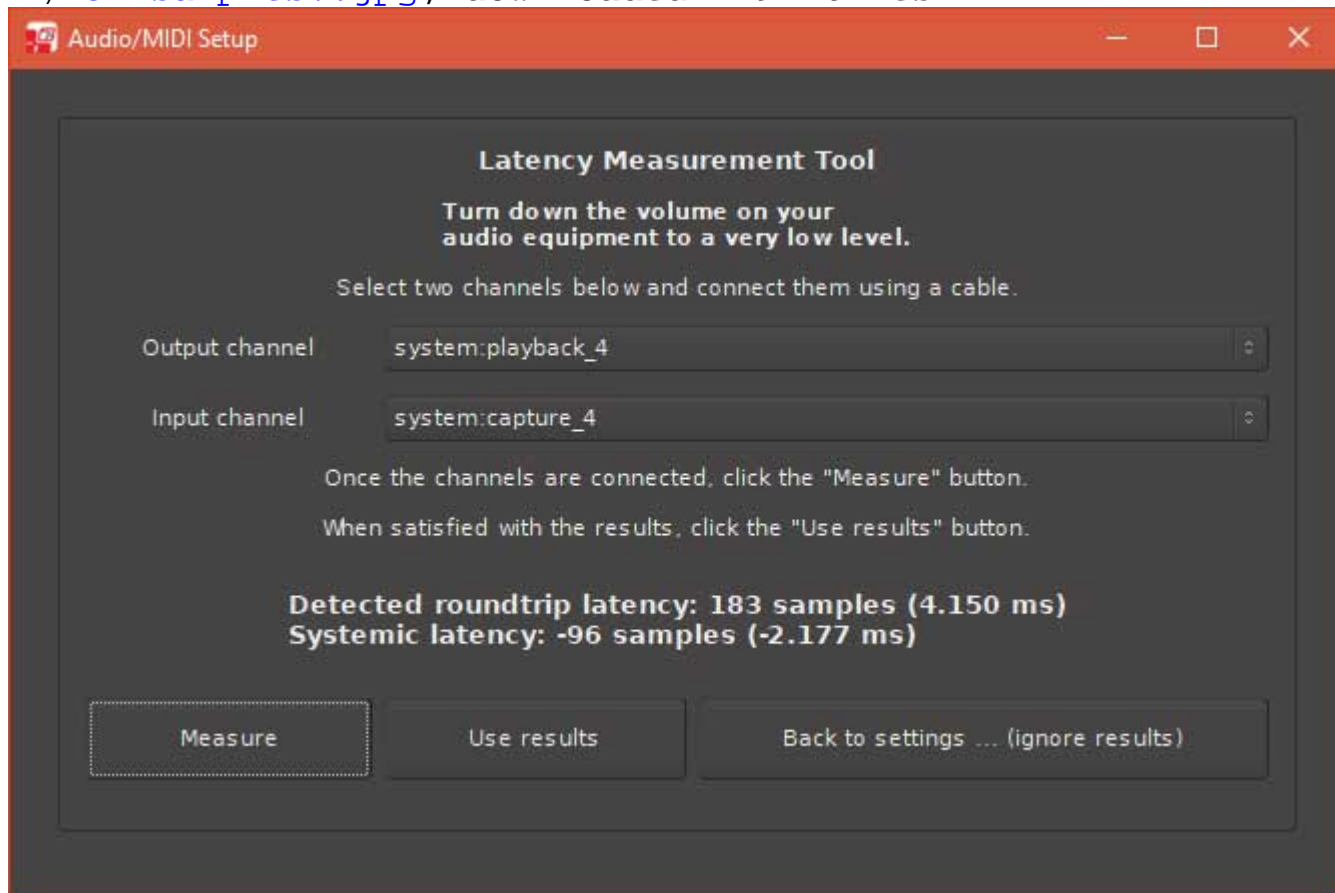 Audio/MIDI Setup
Latency Measurement Tool
Turn down the volume on your
audio equipment to a very low level.
Select two channels below and connect them using a cable.
Output channel system:playback_4
Input channel system:capture_4
Once the channels are connected, click the "Measure" button.
When satisfied with the results, click the "Use results" button.
Detected roundtrip latency: 183 samples (4.150 ms)
Systemic latency: -96 samples (-2.177 ms)
Measure Use results Back to settings ... (ignore results)